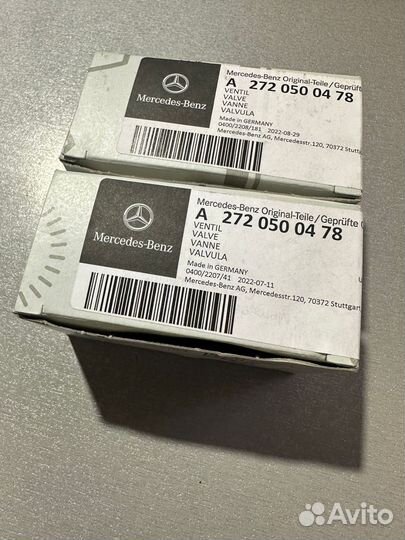 Mercedes-Benz
Mercedes-Benz Original-Teile/Geprüfte
A 272 050 04 78
VENTIL
VALVE
VANNE
VALVULA
Made in GERMANY
0400/2208/181 2022-08-29
Mercedes-Benz AG, Mercedesstr.120, 70372 Stuttgart
Mercedes-Benz
Mercedes-Benz Original-Teile/Geprüfte
A 272 050 04 78
VENTIL
VALVE
VANNE
VALVULA
Made in GERMANY
0400/2207/41 2022-07-11
Mercedes-Benz AG, Mercedesstr.120, 70372 Stuttgart
Avito